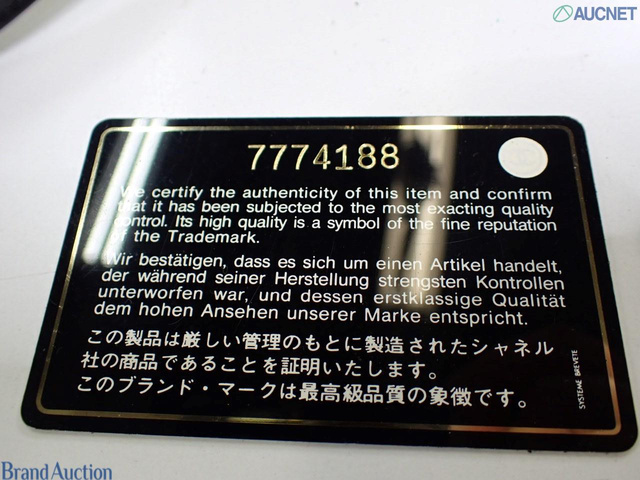 AUCNET
7774188
We certify the authenticity of this item and confirm
that it has been subjected to the most exacting quality
control. Its high quality is a symbol of the fine reputation
of the Trademark.
Wir bestätigen, dass es sich um einen Artikel handelt,
der während seiner Herstellung strengsten Kontrollen
unterworfen war, und dessen erstklassige Qualität
dem hohen Ansehen unserer Marke entspricht.
この製品は厳しい管理のもとに製造されたシャネル
社の商品であることを証明いたします。
このブランド・マークは最高級品質の象徴です。
SYSTEME BREVETE
Brand Auction